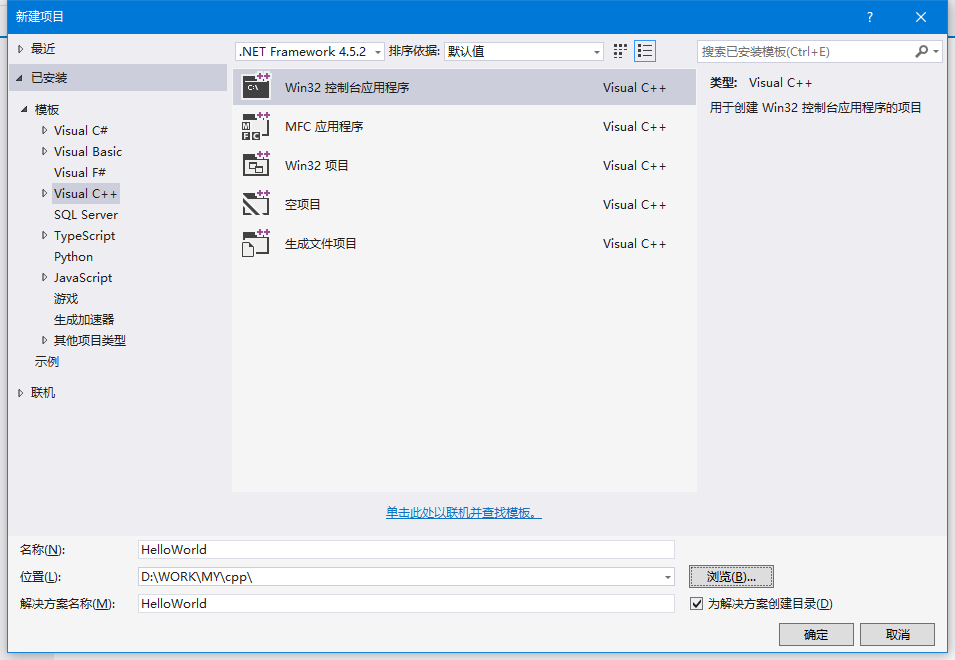 新建项目
?
最近
.NET Framework 4.5.2
排序依据:
默认值
搜索已安装模板(Ctrl+E)
已安装
模板
Visual C#
Visual Basic
Visual F#
Visual C++
SQL Server
TypeScript
Python
JavaScript
游戏
生成加速器
其他项目类型
示例
联机
Win32 控制台应用程序 Visual C++
MFC 应用程序 Visual C++
Win32 项目 Visual C++
空项目 Visual C++
生成文件项目 Visual C++
类型: Visual C++
用于创建 Win32 控制台应用程序的项目
单击此处以联机并查找模板。
名称(N): HelloWorld
位置(L): D:\WORK\MY\cpp\ 浏览(B)...
解决方案名称(M): HelloWorld 为解决方案创建目录(D)
确定 取消